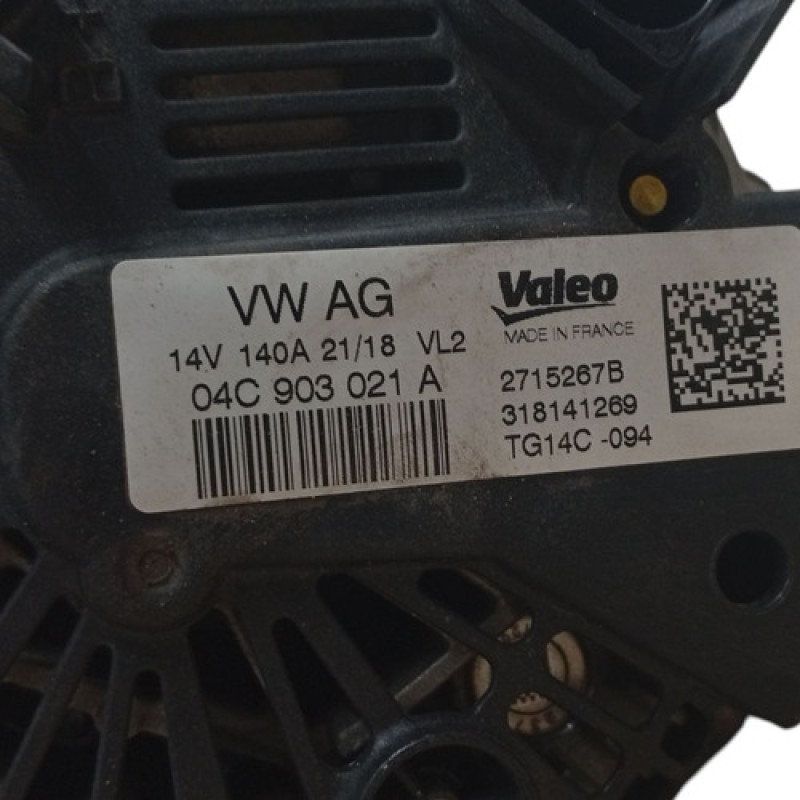 VW AG
14V 140A 21/18 VL2
04C 903 021 A
Valeo
MADE IN FRANCE
2715267B
318141269
TG14C -094